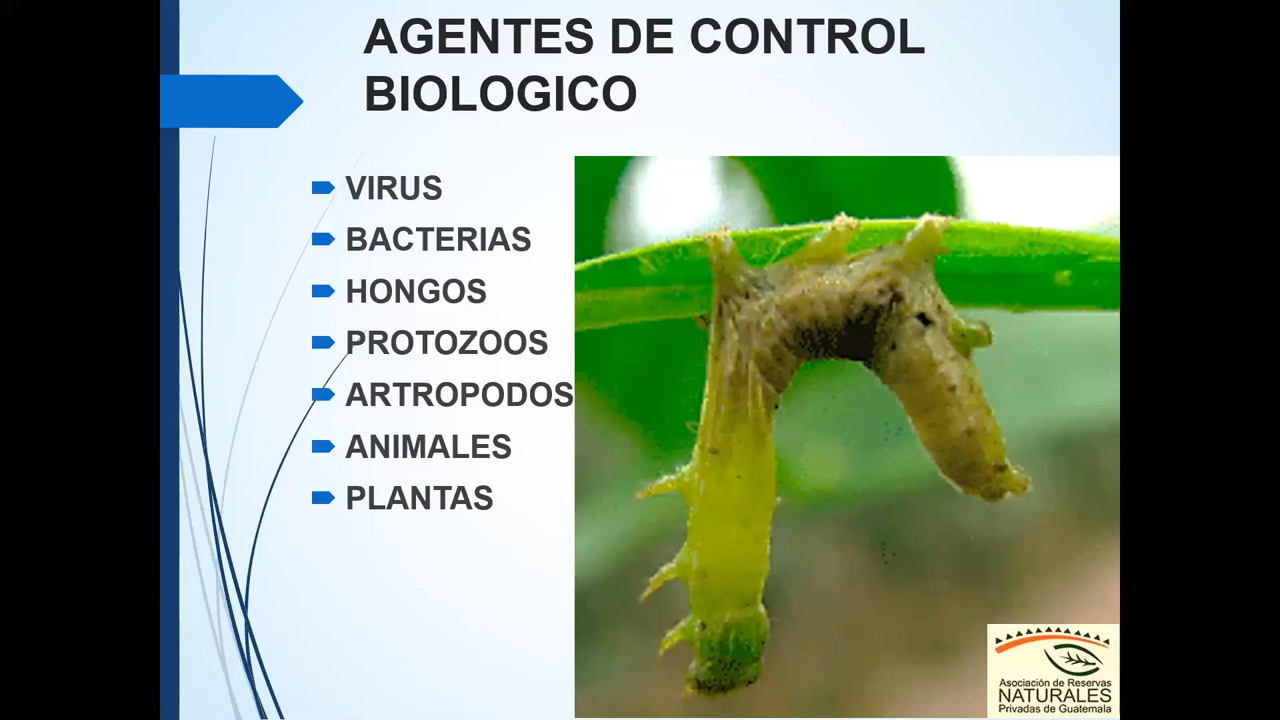 AGENTES DE CONTROL
BIOLOGICO
VIRUS
BACTERIAS
HONGOS
PROTOZOOS
ARTROPODOS
ANIMALES
PLANTAS
Asociación de Reservas
NATURALES
Privadas de Guatemala